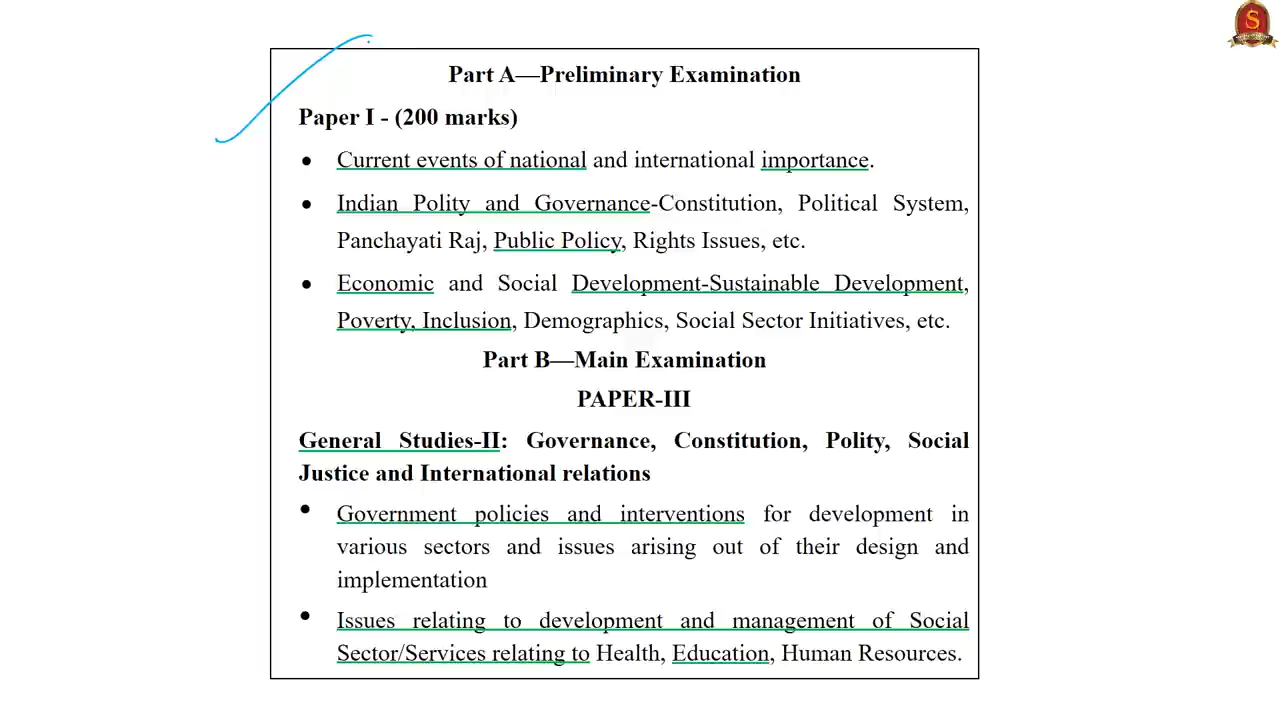 S
Part A—Preliminary Examination
Paper I - (200 marks)
• Current events of national and international importance.
• Indian Polity and Governance-Constitution, Political System,
Panchayati Raj, Public Policy, Rights Issues, etc.
• Economic and Social Development-Sustainable Development,
Poverty, Inclusion, Demographics, Social Sector Initiatives, etc.
Part B—Main Examination
PAPER-III
General Studies-II: Governance, Constitution, Polity, Social
Justice and International relations
• Government policies and interventions for development in
various sectors and issues arising out of their design and
implementation
• Issues relating to development and management of Social
Sector/Services relating to Health, Education, Human Resources.